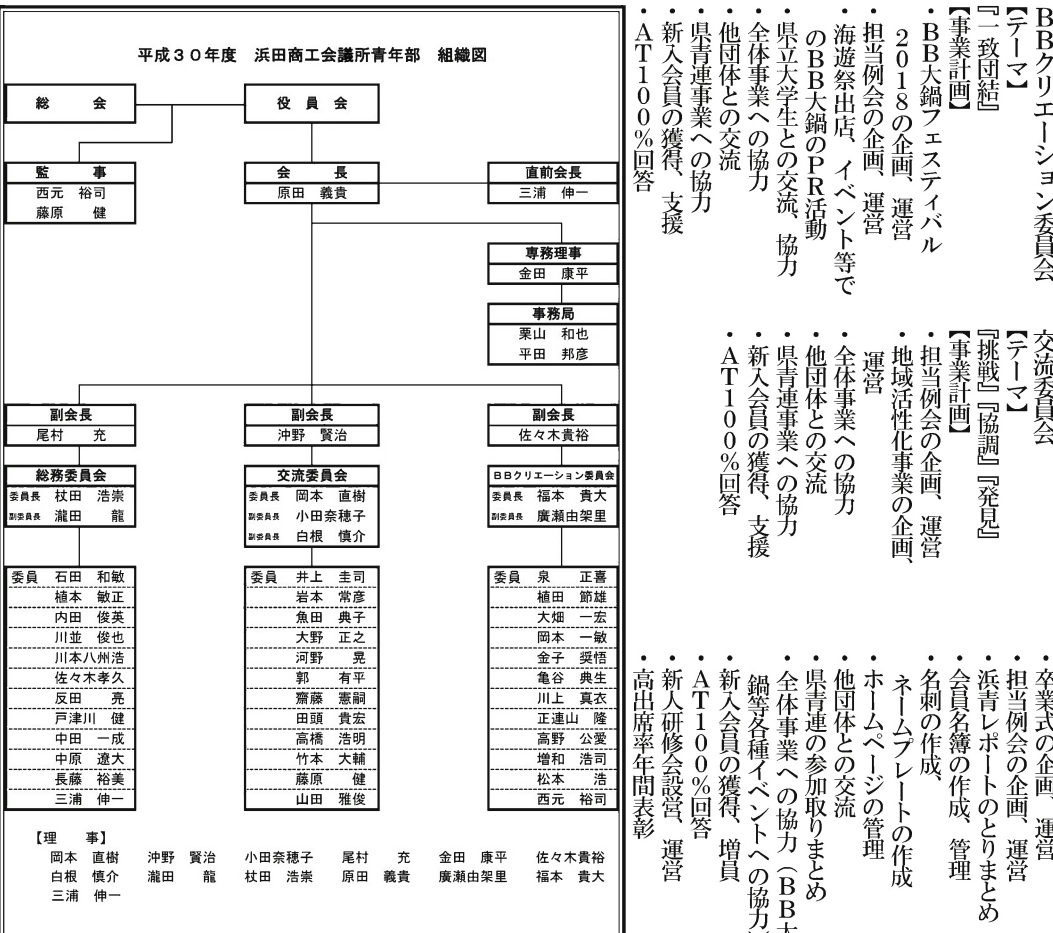 BBクリエーション委員会
【テーマ】
『一致団結』
【事業計画】
・BB大鍋フェスティバル
2018の企画、運営
・担当例会の企画、運営
・海遊祭出店、イベント等で
のBB大鍋のPR活動
・県立大学生との交流、協力
・全体事業への協力
・他団体との交流
・県青連事業への協力
・新入会員の獲得、支援
・AT100%回答
交流委員会
【テーマ】
『挑戦』『協調』『発見』
【事業計画】
・担当例会の企画、運営
・地域活性化事業の企画、
運営
・全体事業への協力
・他団体との交流
・県青連事業への協力
・新入会員の獲得、支援
・AT100%回答
・卒業式の企画、運営
・担当例会の企画、運営
・浜青レポートのとりまとめ
・会員名簿の作成、管理
・名刺の作成、
ネームプレートの作成
・ホームページの管理
・他団体との交流
・県青連の参加取りまとめ
・全体事業への協力(BB大
鍋等各種イベントへの協力
・新入会員の獲得、増員
・AT100%回答
・新人研修会設営、運営
・高出席率年間表彰
平成30年度 浜田商工会議所青年部 組織図
総 会
役 員 会
監 事
西元 裕司
藤原 健
会 長
原田 義貴
直前会長
三浦 伸一
専務理事
金田 康平
事務局
栗山 和也
平田 邦彦
副会長
尾村 充
副会長
沖野 賢治
副会長
佐々木貴裕
総務委員会
委員長 杖田 浩崇
副委員長 瀧田 龍
交流委員会
委員長 岡本 直樹
副委員長 小田奈穂子
副委員長 白根 慎介
BBクリエーション委員会
委員長 福本 貴大
副委員長 廣瀬由架里
委員 石田 和敏
植本 敏正
内田 俊英
川並 俊也
川本八州浩
佐々木孝久
反田 亮
戸津川 健
中田 一成
中原 遼大
長藤 裕美
三浦 伸一
委員 井上 圭司
岩本 常彦
魚田 典子
大野 正之
河野 晃
郭 有平
齋藤 憲嗣
田頭 貴宏
高橋 浩明
竹本 大輔
藤原 健
山田 雅俊
委員 泉 正喜
植田 節雄
大畑 一宏
岡本 一敏
金子 奨悟
亀谷 典生
川上 真衣
正連山 隆
高野 公愛
増和 浩司
松本 浩
西元 裕司
【理 事】
岡本 直樹 沖野 賢治 小田奈穂子 尾村 充 金田 康平 佐々木貴裕
白根 慎介 瀧田 龍 杖田 浩崇 原田 義貴 廣瀬由架里 福本 貴大
三浦 伸一